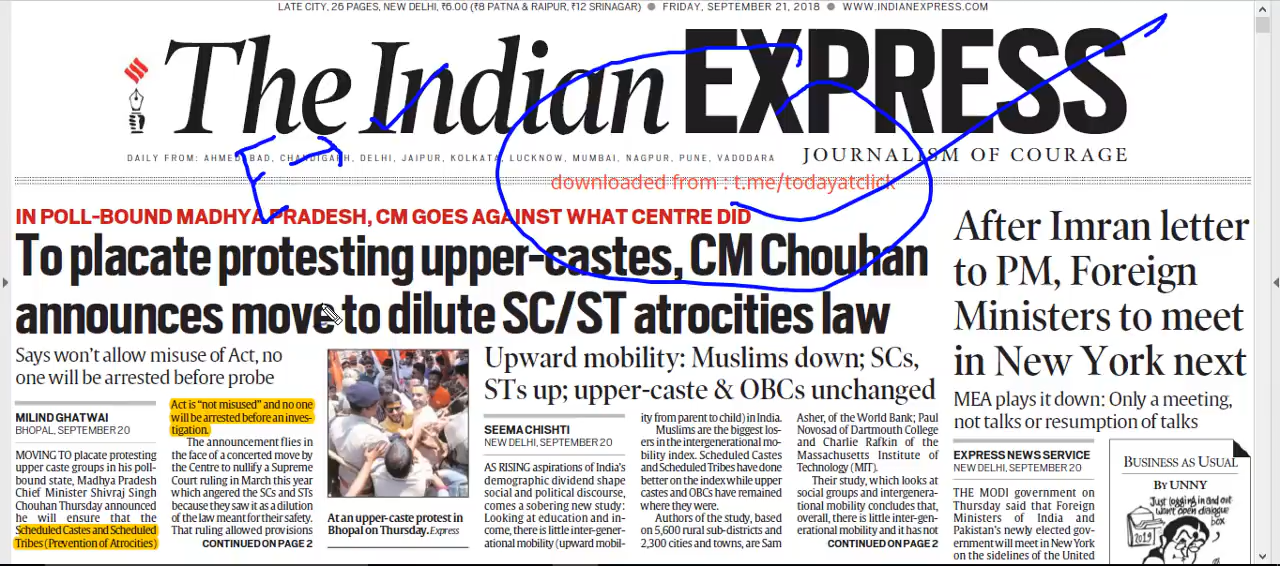 LATE CITY, 26 PAGES, NEW DELHI, ₹6.00 (₹8 PATNA & RAIPUR, ₹12 SRINAGAR) ● FRIDAY, SEPTEMBER 21, 2018 ● WWW.INDIANEXPRESS.COM
The Indian EXPRESS
DAILY FROM: AHMEDABAD, CHANDIGARH, DELHI, JAIPUR, KOLKATA, LUCKNOW, MUMBAI, NAGPUR, PUNE, VADODARA
JOURNALISM OF COURAGE
downloaded from : t.me/todayatclick
IN POLL-BOUND MADHYA PRADESH, CM GOES AGAINST WHAT CENTRE DID
To placate protesting upper-castes, CM Chouhan
announces move to dilute SC/ST atrocities law
Says won't allow misuse of Act, no
one will be arrested before probe
MILIND GHATWAI
BHOPAL, SEPTEMBER 20
MOVING TO placate protesting
upper caste groups in his poll-
bound state, Madhya Pradesh
Chief Minister Shivraj Singh
Chouhan Thursday announced
he will ensure that the
Scheduled Castes and Scheduled
Tribes (Prevention of Atrocities)
Act is "not misused" and no one
will be arrested before an inves-
tigation.
The announcement flies in
the face of a concerted move by
the Centre to nullify a Supreme
Court ruling in March this year
which angered the SCs and STs
because they saw it as a dilution
of the law meant for their safety.
That ruling allowed provisions
CONTINUED ON PAGE 2
At an upper-caste protest in
Bhopal on Thursday. Express
Upward mobility: Muslims down; SCs,
STs up; upper-caste & OBCs unchanged
SEEMA CHISHTI
NEW DELHI, SEPTEMBER 20
AS RISING aspirations of India's
demographic dividend shape
social and political discourse,
comes a sobering new study:
Looking at education and in-
come, there is little inter-gener-
ational mobility (upward mobil-
ity from parent to child) in India.
Muslims are the biggest los-
ers in the intergenerational mo-
bility index. Scheduled Castes
and Scheduled Tribes have done
better on the index while upper
castes and OBCs have remained
where they were.
Authors of the study, based
on 5,600 rural sub-districts and
2,300 cities and towns, are Sam
Asher, of the World Bank; Paul
Novosad of Dartmouth College
and Charlie Rafkin of the
Massachusetts Institute of
Technology (MIT).
Their study, which looks at
social groups and intergenera-
tional mobility concludes that,
overall, there is little inter-gen-
erational mobility and it has not
CONTINUED ON PAGE 2
After Imran letter
to PM, Foreign
Ministers to meet
in New York next
MEA plays it down: Only a meeting,
not talks or resumption of talks
EXPRESS NEWS SERVICE
NEW DELHI, SEPTEMBER 20
THE MODI government on
Thursday said that Foreign
Ministers of India and
Pakistan's newly elected gov-
ernment will meet in New York
on the sidelines of the United
BUSINESS AS USUAL
BY UNNY
Just logging in and out
won't open dialogue
box
2019